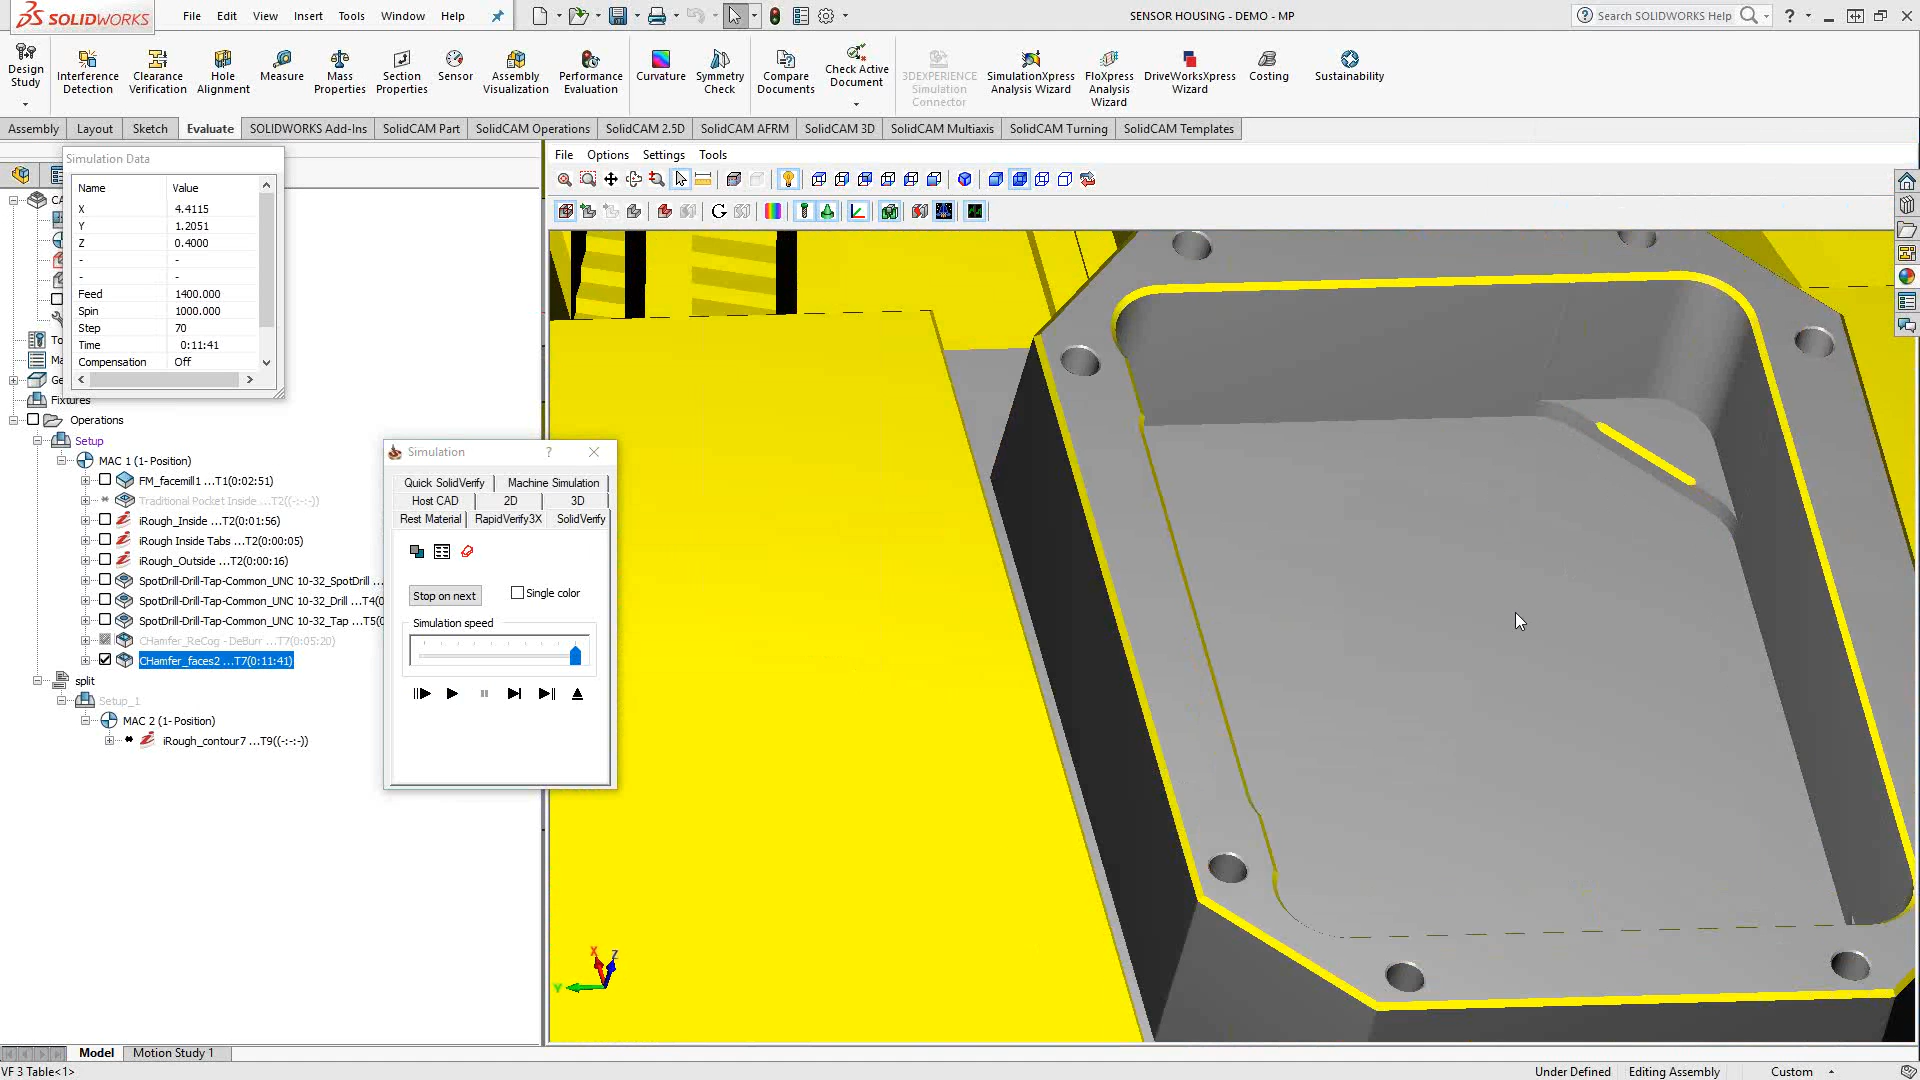 SOLIDWORKS
File Edit View Insert Tools Window Help
SENSOR HOUSING - DEMO - MP
Search SOLIDWORKS Help
Design Study
Interference Detection
Clearance Verification
Hole Alignment
Measure
Mass Properties
Section Properties
Sensor
Assembly Visualization
Performance Evaluation
Curvature
Symmetry Check
Compare Documents
Check Active Document
3DEXPERIENCE Simulation Connector
SimulationXpress Analysis Wizard
FloXpress Analysis Wizard
DriveWorksXpress Wizard
Costing
Sustainability
Assembly Layout Sketch Evaluate SOLIDWORKS Add-Ins SolidCAM Part SolidCAM Operations SolidCAM 2.5D SolidCAM AFRM SolidCAM 3D SolidCAM Multiaxis SolidCAM Turning SolidCAM Templates
File Options Settings Tools
Simulation Data
Name Value
X 4.4115
Y 1.2051
Z 0.4000
- -
- -
Feed 1400.000
Spin 1000.000
Step 70
Time 0:11:41
Compensation Off
CA
To
Ma
Ge
Fixtures
Operations
Setup
MAC 1 (1- Position)
FM_facemill1 ...T1(0:02:51)
Traditional Pocket Inside ...T2((-:-:-))
iRough_Inside ...T2(0:01:56)
iRough Inside Tabs ...T2(0:00:05)
iRough_Outside ...T2(0:00:16)
SpotDrill-Drill-Tap-Common_UNC 10-32_SpotDrill ...
SpotDrill-Drill-Tap-Common_UNC 10-32_Drill ...T4(0
SpotDrill-Drill-Tap-Common_UNC 10-32_Tap ...T5(0
CHamfer_ReCog - DeBurr ...T7(0:05:20)
CHamfer_faces2 ...T7(0:11:41)
split
Setup_1
MAC 2 (1- Position)
iRough_contour7 ...T9((-:-:-))
Simulation ?
Quick SolidVerify Machine Simulation
Host CAD 2D 3D
Rest Material RapidVerify3X SolidVerify
Stop on next Single color
Simulation speed
X Z
Y
Model Motion Study 1
VF 3 Table<1>
Under Defined Editing Assembly Custom